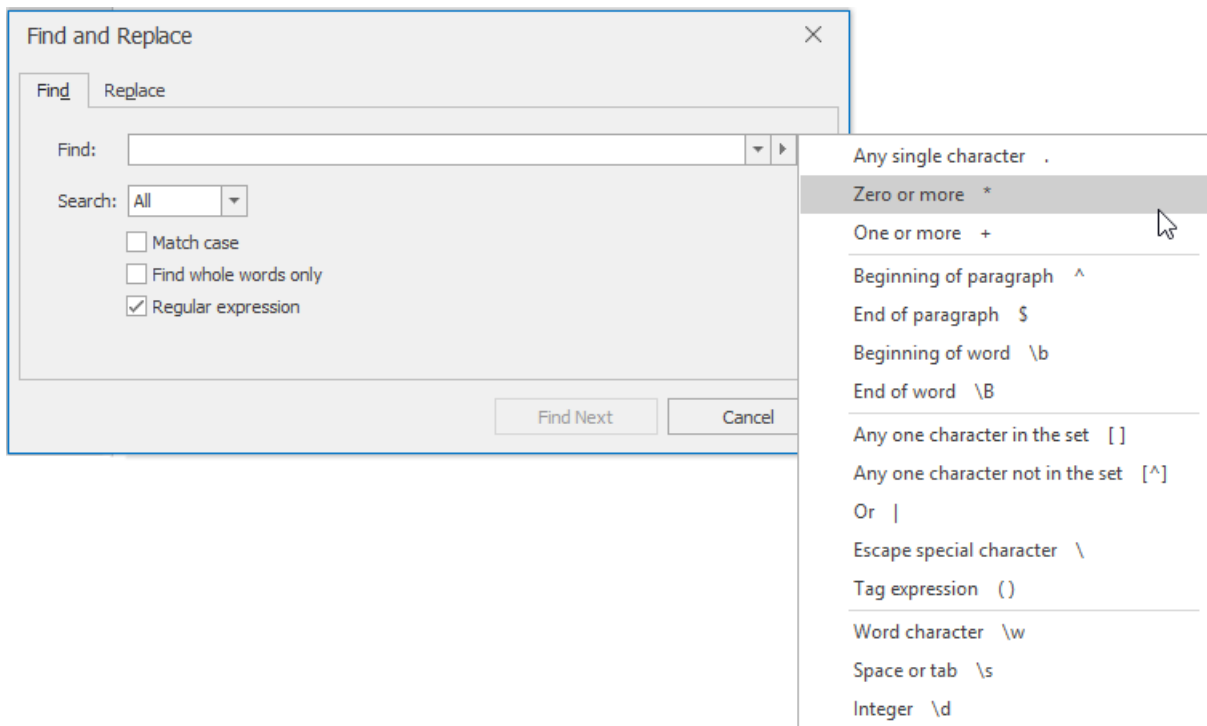 Find and Replace
Find Replace
Find:
Search: All
Match case
Find whole words only
Regular expression
Find Next Cancel
Any single character .
Zero or more *
One or more +
Beginning of paragraph ^
End of paragraph $
Beginning of word \b
End of word \B
Any one character in the set [ ]
Any one character not in the set [^]
Or |
Escape special character \
Tag expression ( )
Word character \w
Space or tab \s
Integer \d